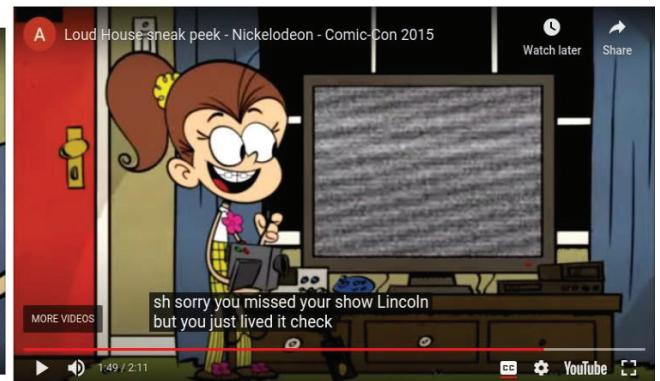 A
Loud House sneak peek - Nickelodeon - Comic-Con 2015
Watch later
Share
sh sorry you missed your show Lincoln
but you just lived it check
MORE VIDEOS
1:49 / 2:11
CC
YouTube